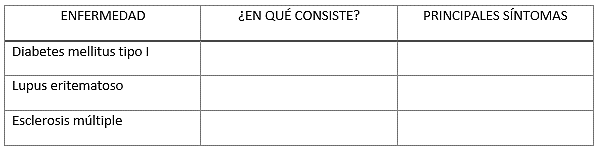 ENFERMEDAD ¿EN QUÉ CONSISTE? PRINCIPALES SÍNTOMAS
Diabetes mellitus tipo I
Lupus eritematoso
Esclerosis múltiple